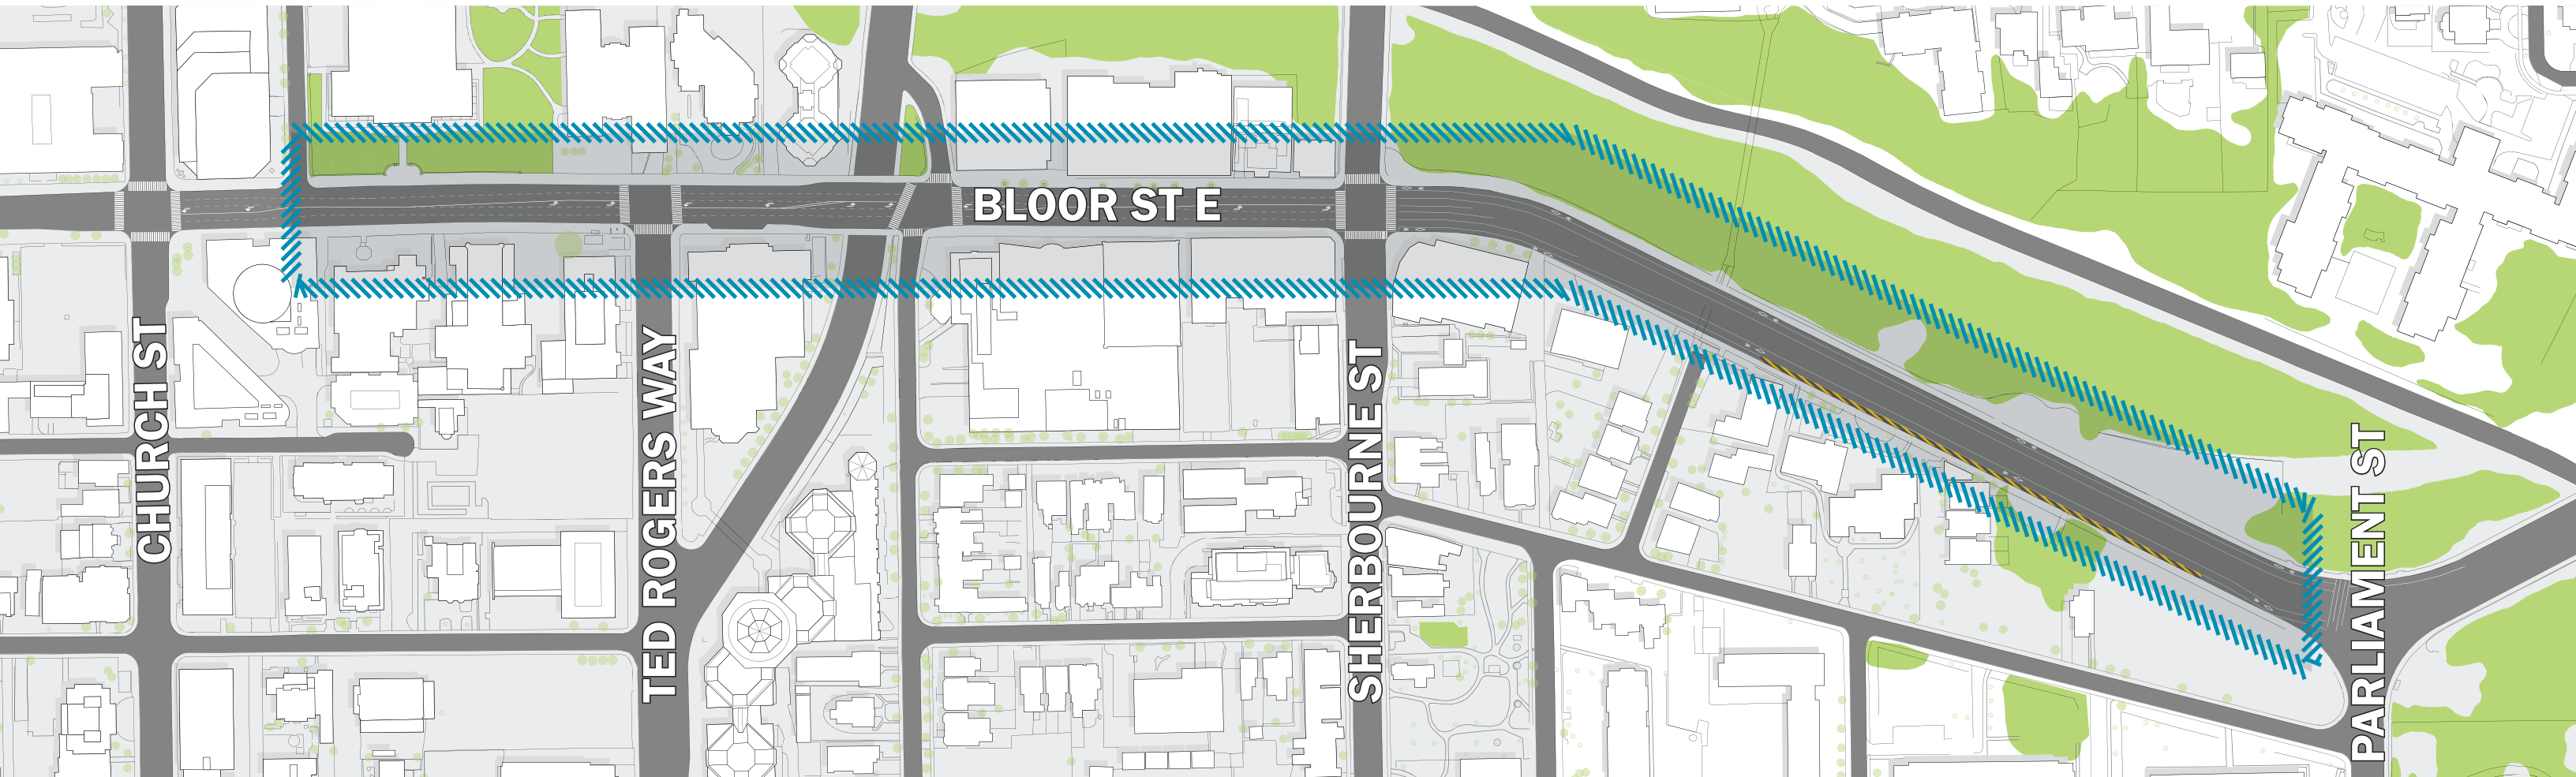 BLOOR ST E
CHURCH ST
TED ROGERS WAY
SHERBOURNE ST
PARLIAMENT ST